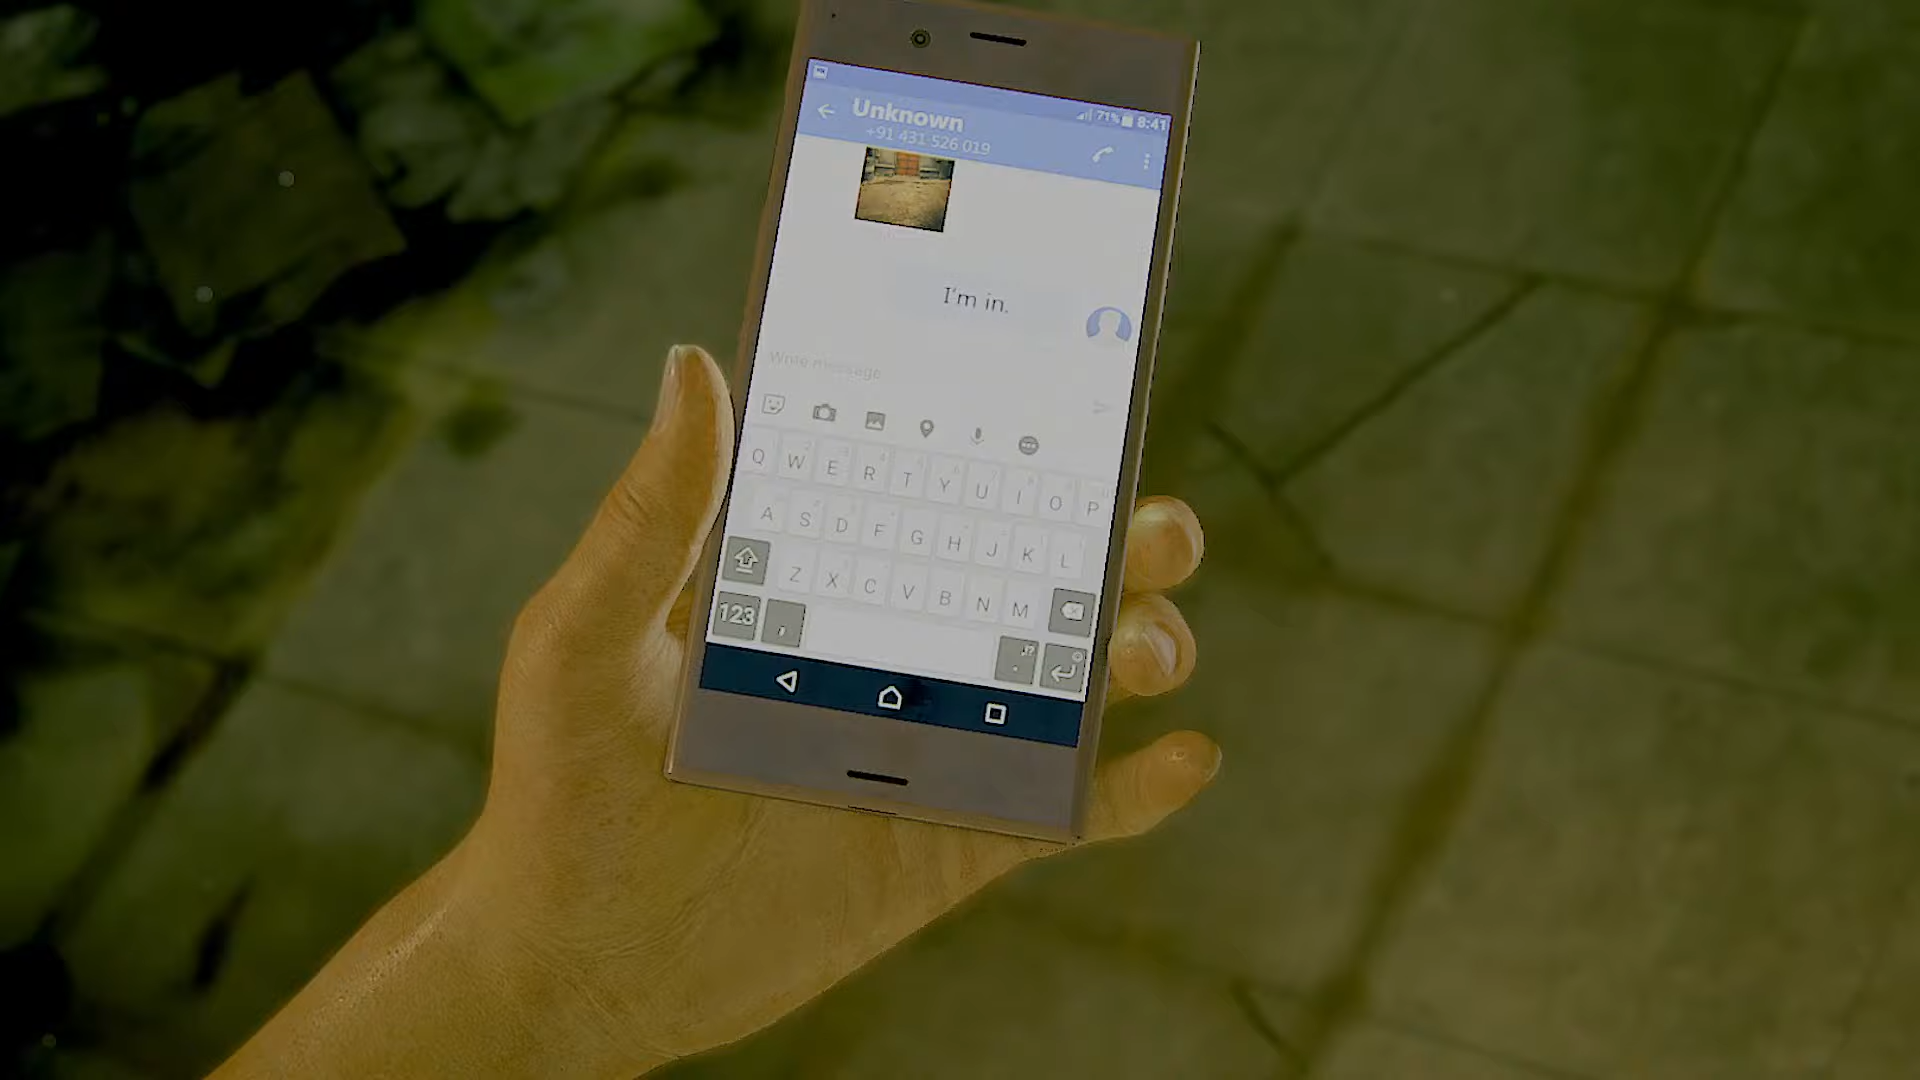 71% 8:41
Unknown
+91 431 526 019
I'm in.
Write message
Q W E R T Y U I O P
A S D F G H J K L
Z X C V B N M
123 , . !?